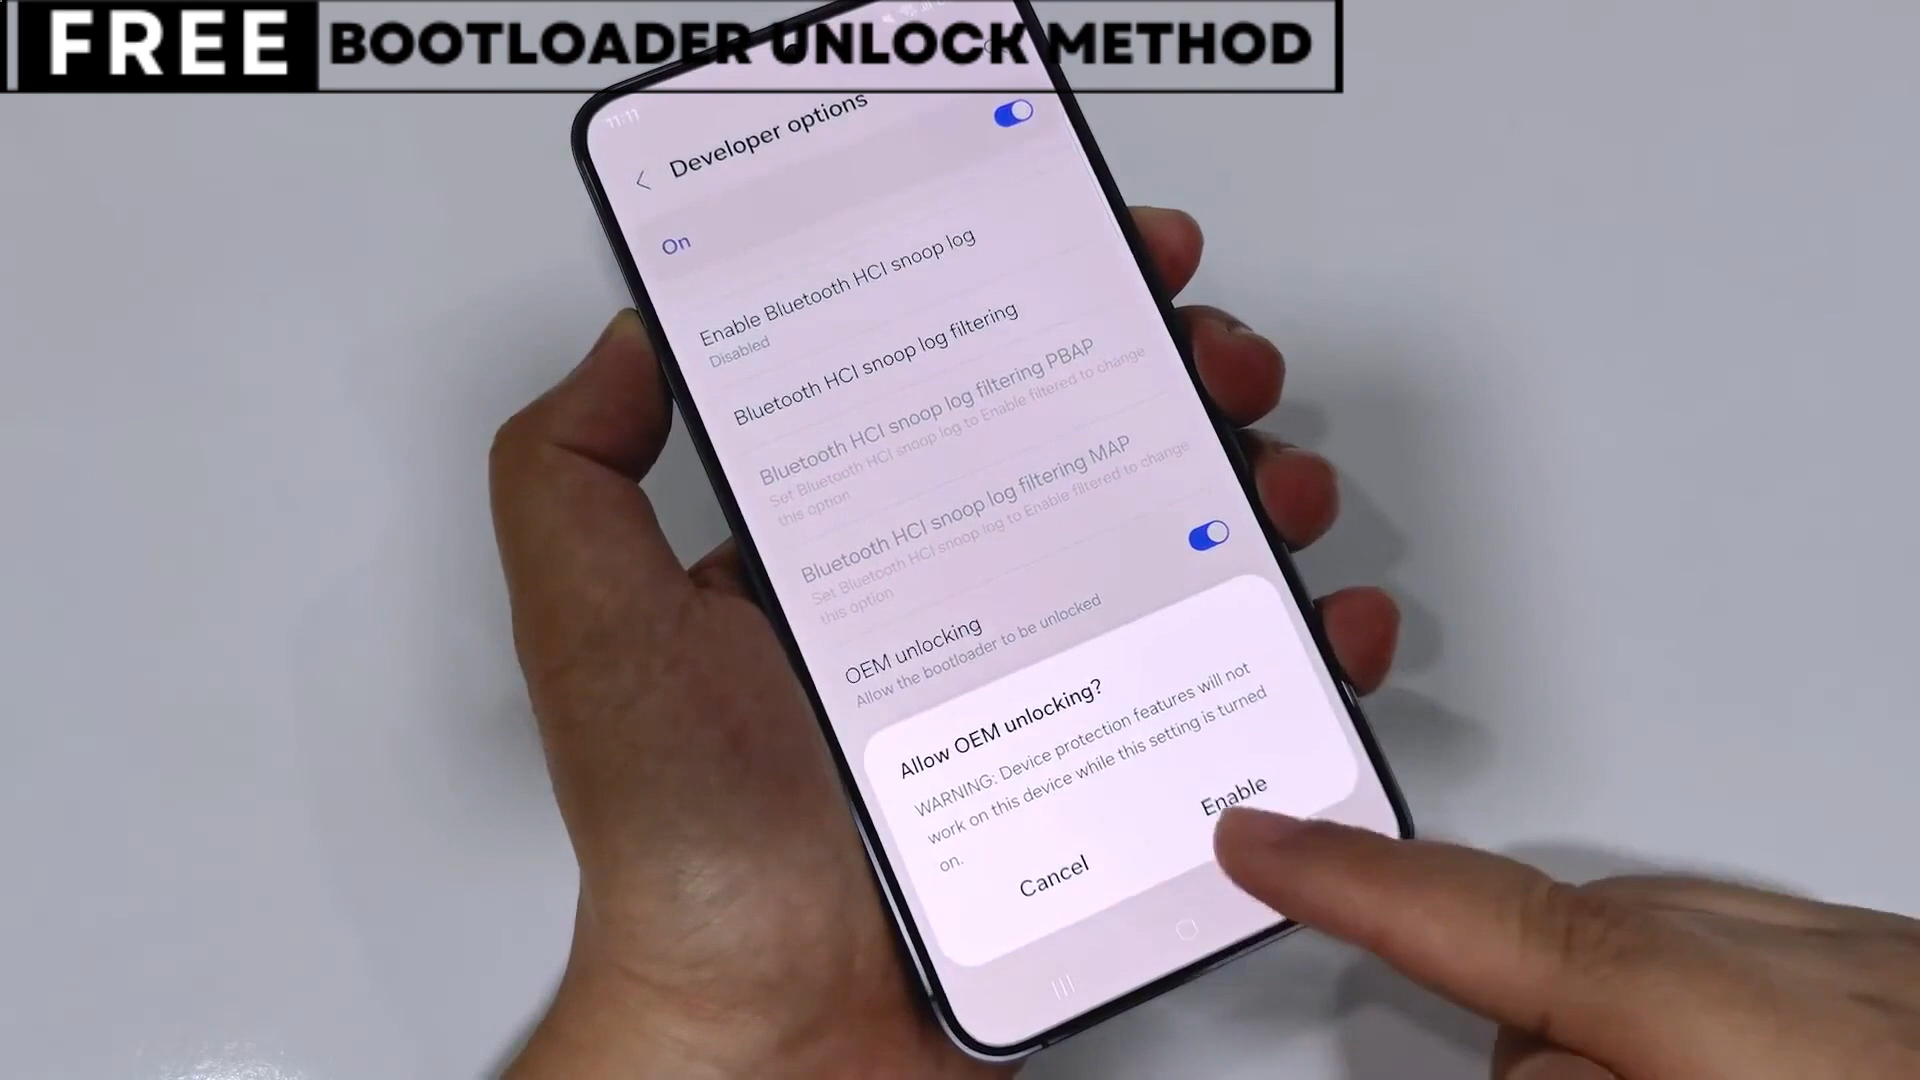 FREE BOOTLOADER UNLOCK METHOD
11:11
Developer options
On
Enable Bluetooth HCI snoop log
Disabled
Bluetooth HCI snoop log filtering
Bluetooth HCI snoop log filtering PBAP
Set Bluetooth HCI snoop log to Enable filtered to change
this option
Bluetooth HCI snoop log filtering MAP
Set Bluetooth HCI snoop log to Enable filtered to change
this option
OEM unlocking
Allow the bootloader to be unlocked
Allow OEM unlocking?
WARNING: Device protection features will not
work on this device while this setting is turned
on.
Cancel
Enable